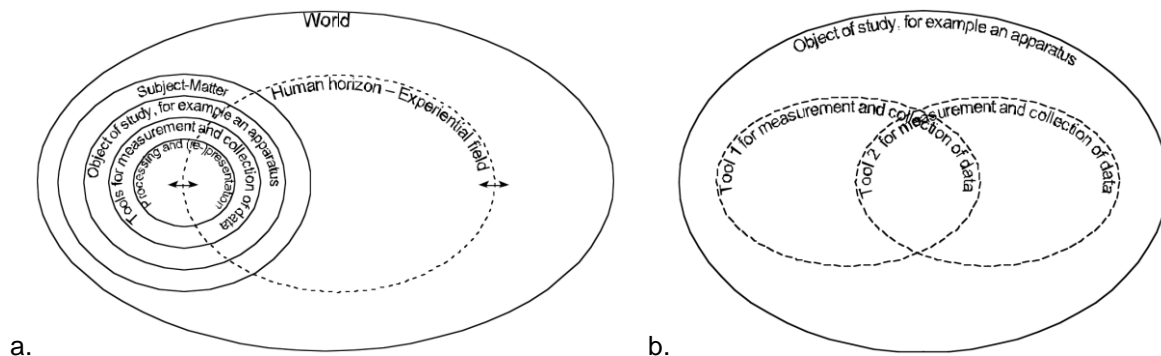 World
Subject-Matter
Object of study, for example an apparatus
Tools for measurement and collection of data
Processing and (re-)presentation
Human horizon – Experiential field
a.
Object of study, for example an apparatus
Tool 1 for measurement and collection of data
Tool 2 for measurement and collection of data
b.